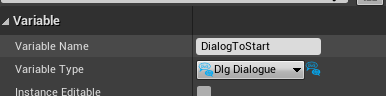 Variable
Variable Name DialogToStart
Variable Type Dlg Dialogue
Instance Editable